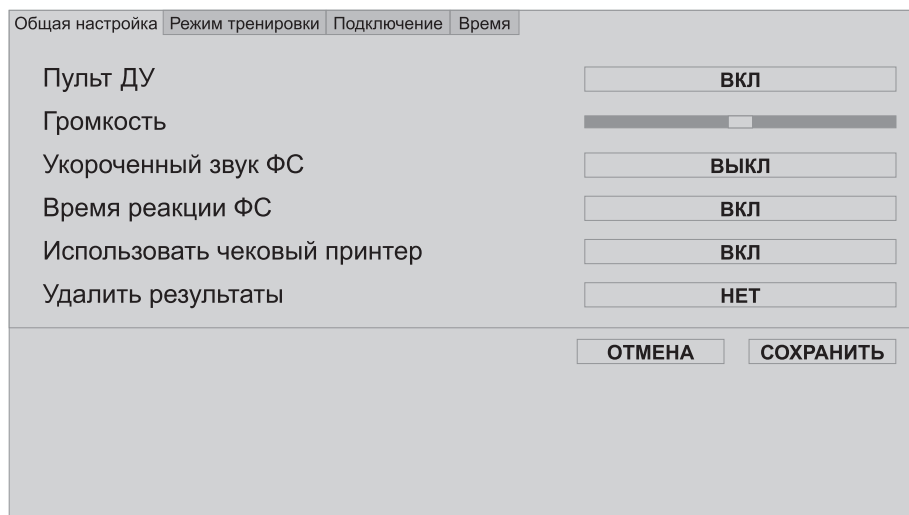 Общая настройка Режим тренировки Подключение Время
Пульт ДУ ВКЛ
Громкость
Укороченный звук ФС ВЫКЛ
Время реакции ФС ВКЛ
Использовать чековый принтер ВКЛ
Удалить результаты НЕТ
ОТМЕНА СОХРАНИТЬ